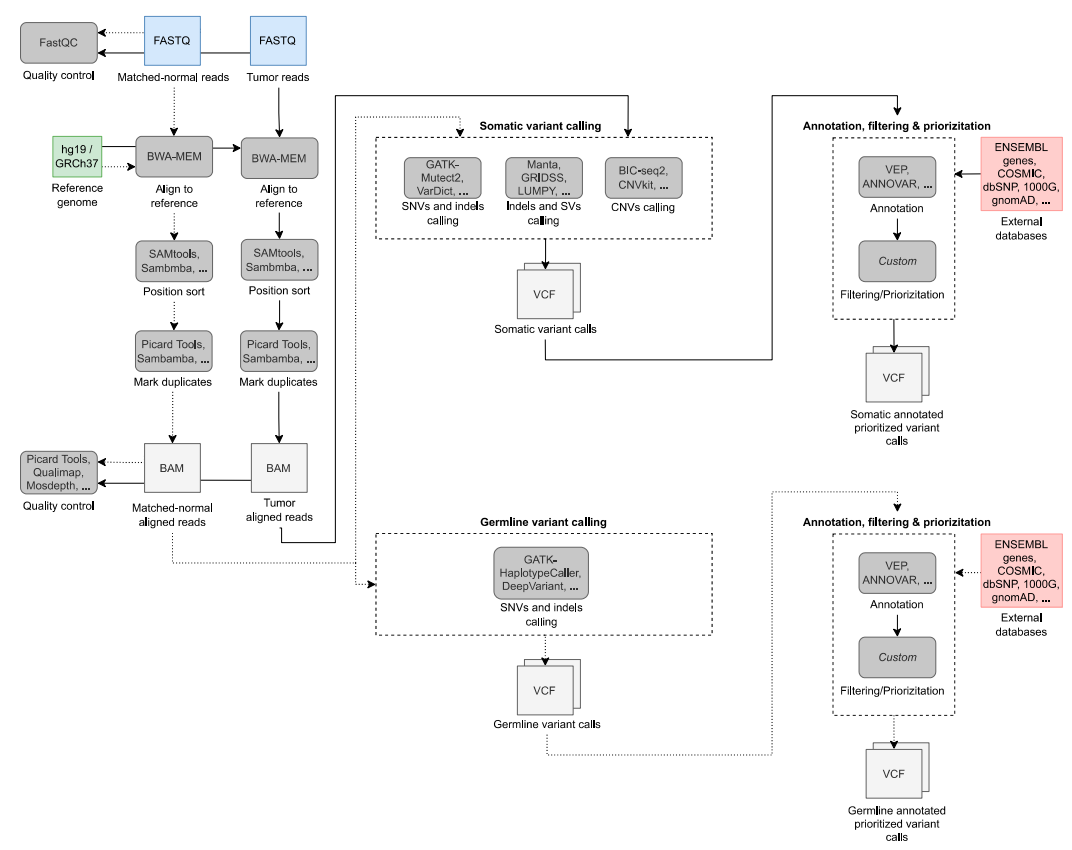 FastQC
Quality control
FASTQ
Matched-normal reads
FASTQ
Tumor reads
hg19 /
GRCh37
Reference
genome
BWA-MEM
Align to
reference
BWA-MEM
Align to
reference
SAMtools,
Sambmba, ...
Position sort
SAMtools,
Sambmba, ...
Position sort
Picard Tools,
Sambamba, ...
Mark duplicates
Picard Tools,
Sambamba, ...
Mark duplicates
Picard Tools,
Qualimap,
Mosdepth, ...
Quality control
BAM
Matched-normal
aligned reads
BAM
Tumor
aligned reads
Somatic variant calling
GATK-
Mutect2,
VarDict, ...
SNVs and indels
calling
Manta,
GRIDSS,
LUMPY, ...
Indels and SVs
calling
BIC-seq2,
CNVkit, ...
CNVs calling
VCF
Somatic variant calls
Annotation, filtering & priorizitation
VEP,
ANNOVAR, ...
Annotation
Custom
Filtering/Priorizitation
ENSEMBL
genes,
COSMIC,
dbSNP, 1000G,
gnomAD, ...
External
databases
VCF
Somatic annotated
prioritized variant
calls
Germline variant calling
GATK-
HaplotypeCaller,
DeepVariant, ...
SNVs and indels
calling
VCF
Germline variant calls
Annotation, filtering & priorizitation
VEP,
ANNOVAR, ...
Annotation
Custom
Filtering/Priorizitation
ENSEMBL
genes,
COSMIC,
dbSNP, 1000G,
gnomAD, ...
External
databases
VCF
Germline annotated
prioritized variant
calls